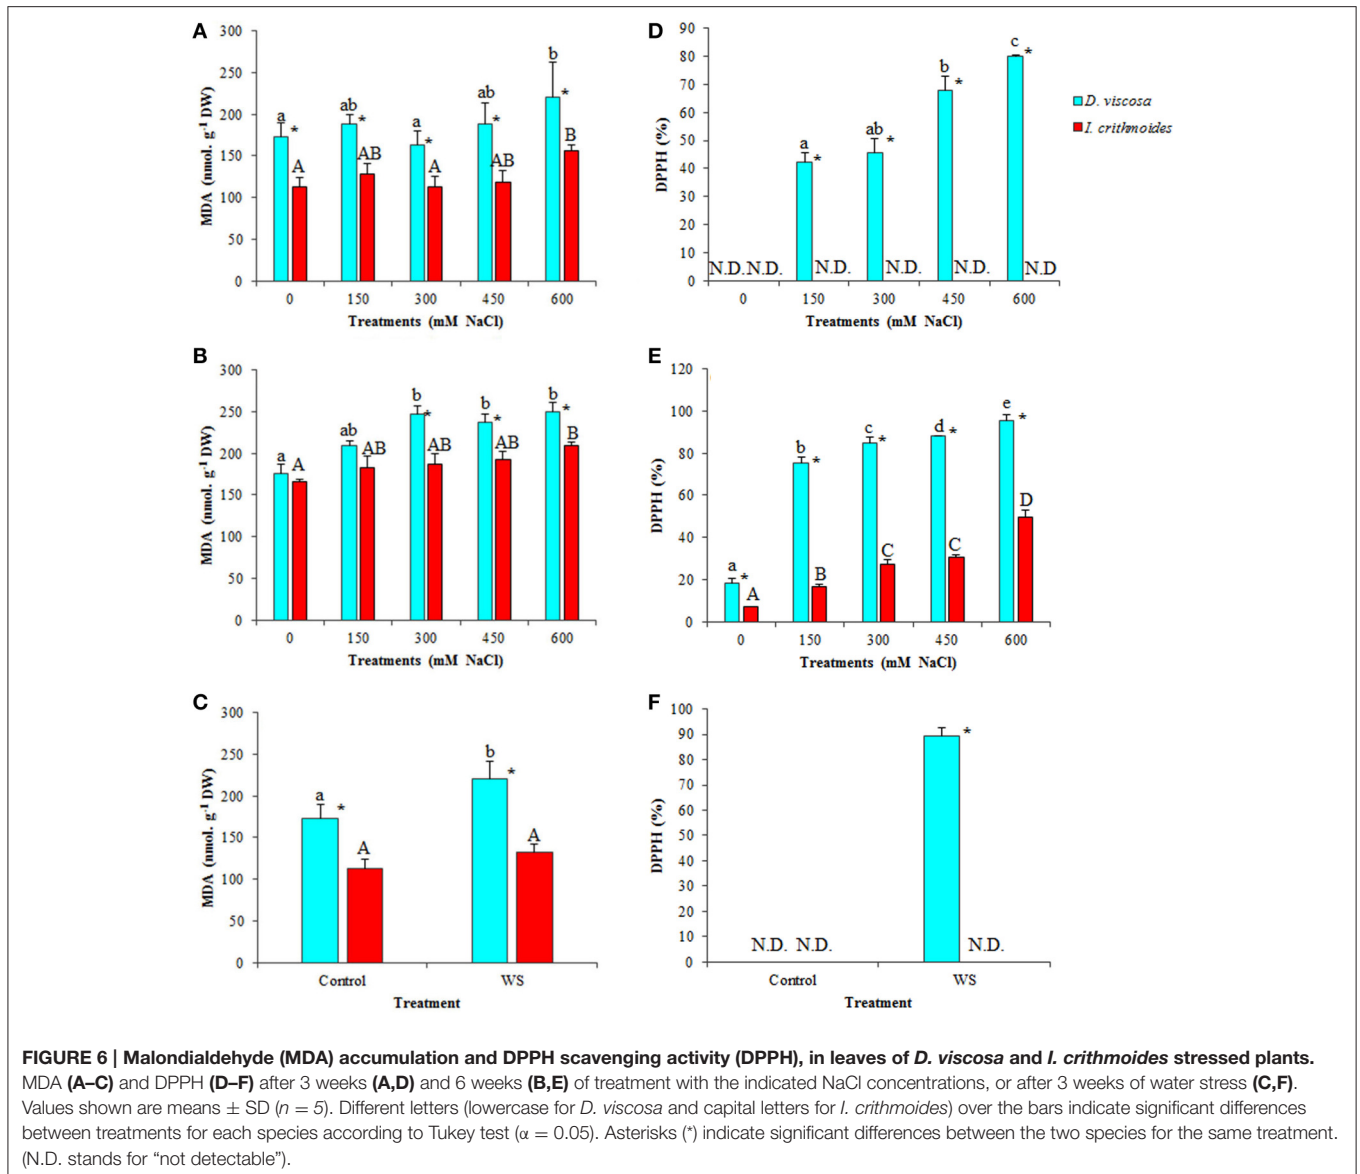 A
MDA (nmol. g⁻¹ DW)
300
250
200
150
100
50
0
a * A
ab * AB
a * A
ab * AB
b * B
0 150 300 450 600
Treatments (mM NaCl)
D
DPPH (%)
90
80
70
60
50
40
30
20
10
0
N.D. N.D.
a * N.D.
ab * N.D.
b * N.D.
c * N.D
0 150 300 450 600
Treatments (mM NaCl)
D. viscosa
I. crithmoides
B
MDA (nmol. g⁻¹ DW)
300
250
200
150
100
50
0
a A
ab AB
b * AB
b * AB
b * B
0 150 300 450 600
Treatments (mM NaCl)
E
DPPH (%)
120
100
80
60
40
20
0
a * A
b * B
c * C
d * C
e * D
0 150 300 450 600
Treatments (mM NaCl)
C
MDA (nmol. g⁻¹ DW)
300
250
200
150
100
50
0
a * A
b * A
Control WS
Treatment
F
DPPH (%)
100
90
80
70
60
50
40
30
20
10
0
N.D. N.D.
* N.D.
Control WS
Treatment
FIGURE 6 | Malondialdehyde (MDA) accumulation and DPPH scavenging activity (DPPH), in leaves of D. viscosa and I. crithmoides stressed plants.
MDA (A–C) and DPPH (D–F) after 3 weeks (A,D) and 6 weeks (B,E) of treatment with the indicated NaCl concentrations, or after 3 weeks of water stress (C,F).
Values shown are means ± SD (n = 5). Different letters (lowercase for D. viscosa and capital letters for I. crithmoides) over the bars indicate significant differences
between treatments for each species according to Tukey test (α = 0.05). Asterisks (*) indicate significant differences between the two species for the same treatment.
(N.D. stands for “not detectable”).